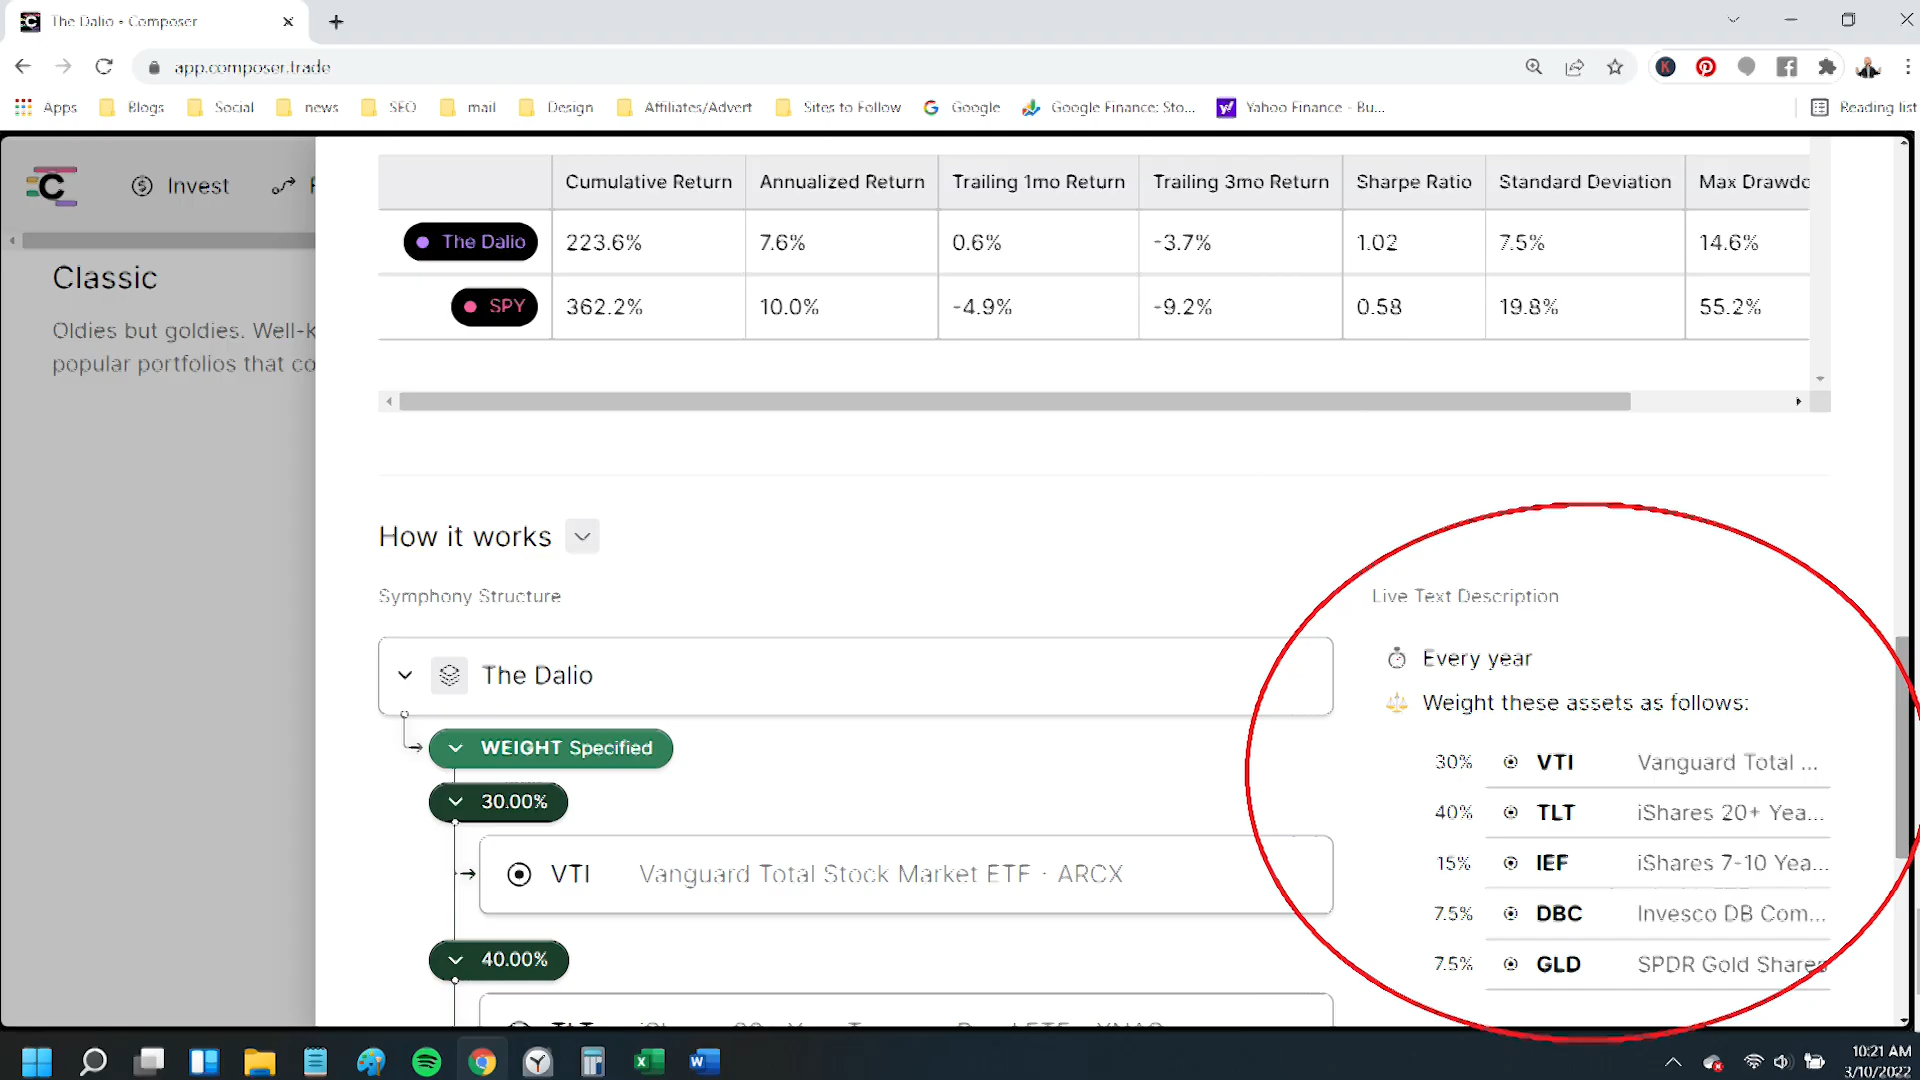 The Dalio • Composer
app.composer.trade
Apps Blogs Social news SEO mail Design Affiliates/Advert Sites to Follow Google Google Finance: Sto... Yahoo Finance - Bu... Reading list
Invest
Cumulative Return Annualized Return Trailing 1mo Return Trailing 3mo Return Sharpe Ratio Standard Deviation Max Drawdo
The Dalio 223.6% 7.6% 0.6% -3.7% 1.02 7.5% 14.6%
SPY 362.2% 10.0% -4.9% -9.2% 0.58 19.8% 55.2%
Classic
Oldies but goldies. Well-k
popular portfolios that co
How it works
Symphony Structure
The Dalio
WEIGHT Specified
30.00%
VTI Vanguard Total Stock Market ETF · ARCX
40.00%
Live Text Description
Every year
Weight these assets as follows:
30% VTI Vanguard Total ...
40% TLT iShares 20+ Yea...
15% IEF iShares 7-10 Yea...
7.5% DBC Invesco DB Com...
7.5% GLD SPDR Gold Shares
10:21 AM
3/10/2022